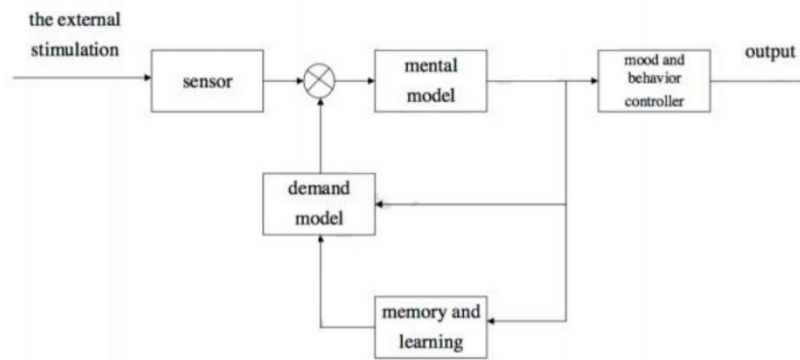 the external
stimulation
sensor
mental
model
mood and
behavior
controller
output
demand
model
memory and
learning